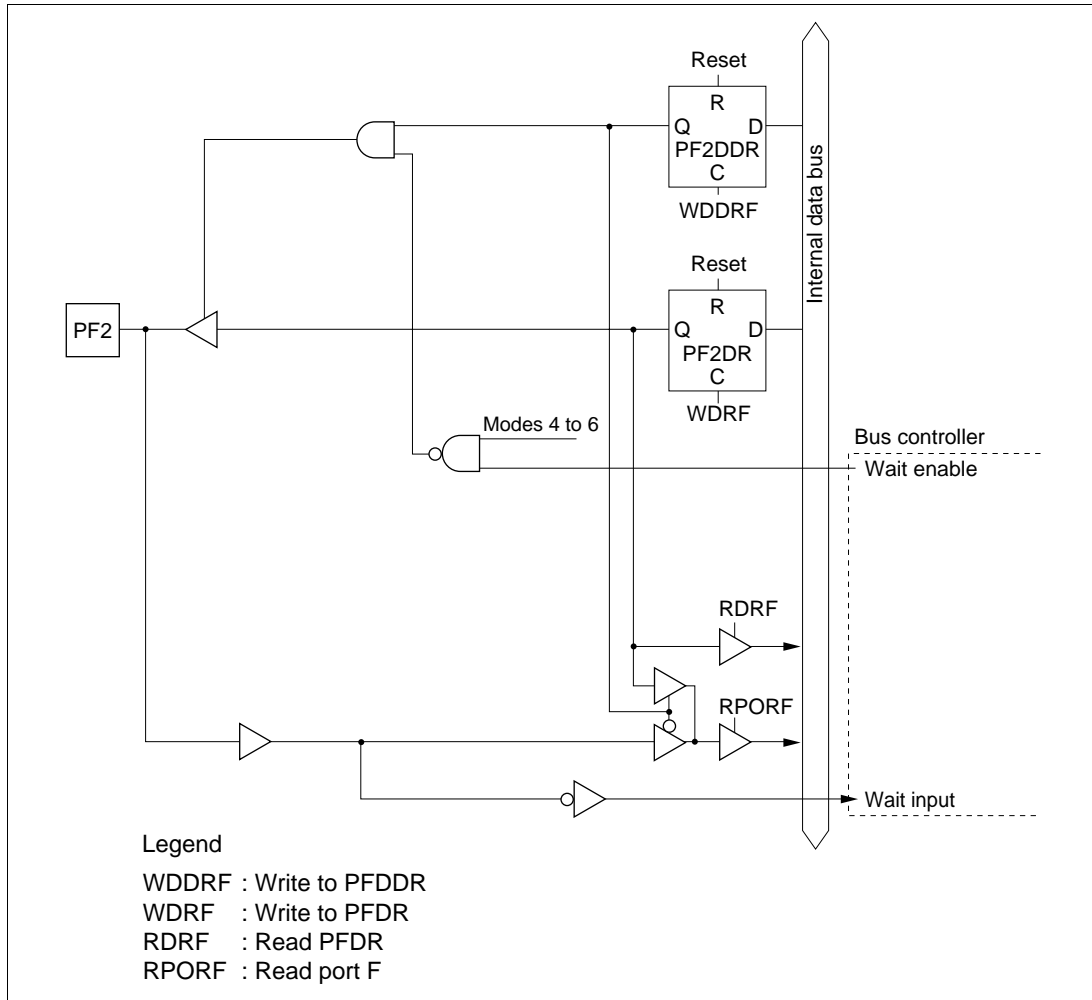 Reset
R
Q D
PF2DDR
C
WDDRF
Internal data bus
Reset
R
PF2
Q D
PF2DR
C
WDRF
Modes 4 to 6
Bus controller
Wait enable
RDRF
RPORF
Wait input
Legend
WDDRF : Write to PFDDR
WDRF : Write to PFDR
RDRF : Read PFDR
RPORF : Read port F